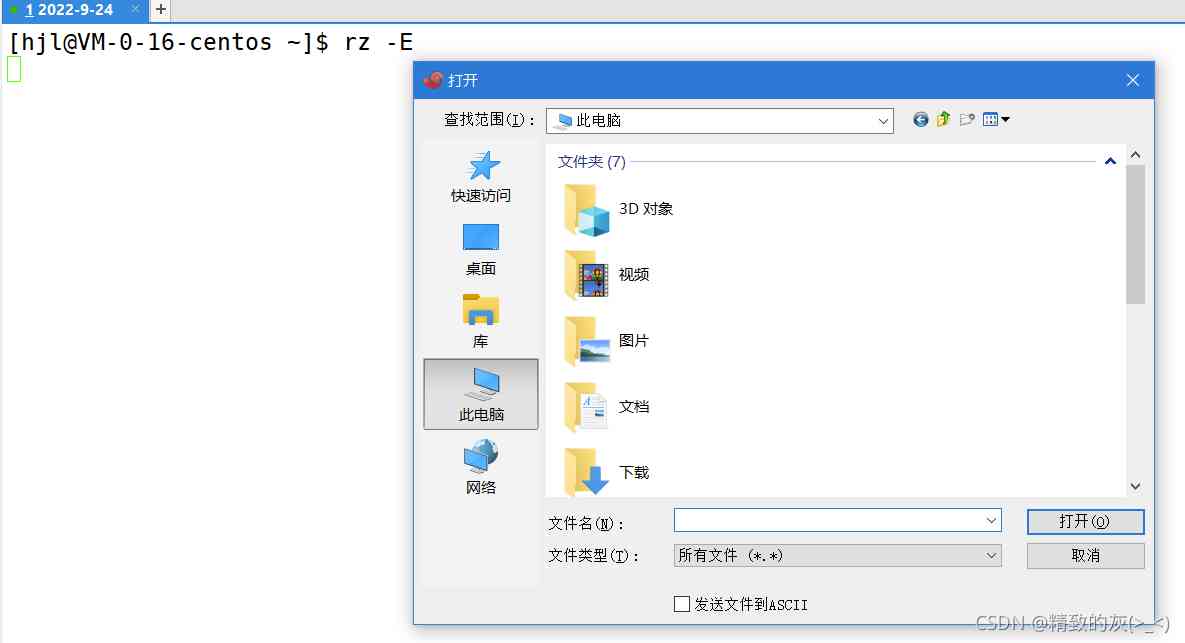 1 2022-9-24 × +
[hjl@VM-0-16-centos ~]$ rz -E
打开
查找范围(I): 此电脑
快速访问
桌面
库
此电脑
网络
文件夹 (7)
3D 对象
视频
图片
文档
下载
文件名(N):
打开(O)
文件类型(T): 所有文件 (*.*)
取消
发送文件到ASCII
CSDN @精致的灰(>_<)